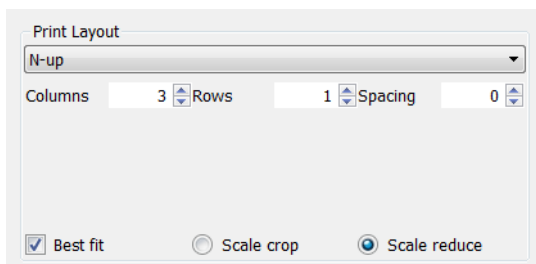 Print Layout
N-up
Columns 3 Rows 1 Spacing 0
Best fit Scale crop Scale reduce